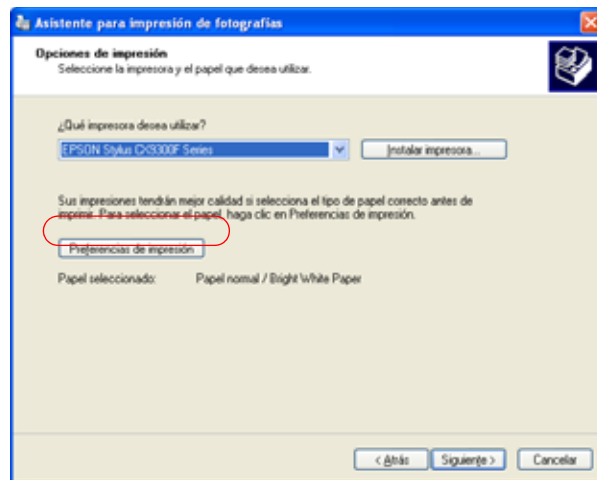 Asistente para impresión de fotografías
Opciones de impresión
Seleccione la impresora y el papel que desea utilizar.
¿Qué impresora desea utilizar?
EPSON Stylus CX9300F Series
Instalar impresora...
Sus impresiones tendrán mejor calidad si selecciona el tipo de papel correcto antes de
imprimir. Para seleccionar el papel, haga clic en Preferencias de impresión.
Preferencias de impresión
Papel seleccionado: Papel normal / Bright White Paper
< Atrás Siguiente > Cancelar